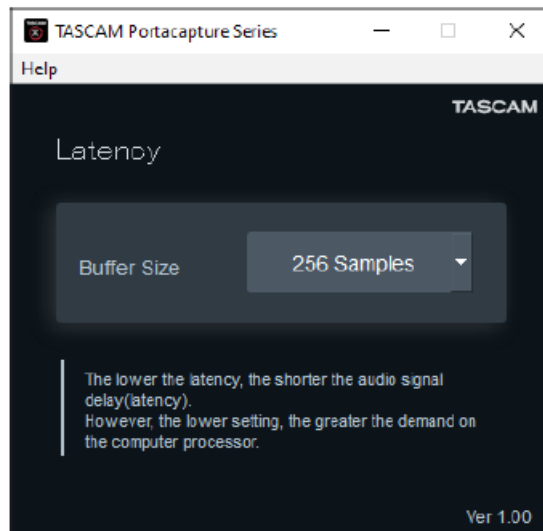 TASCAM Portacapture Series
Help
TASCAM
Latency
Buffer Size
256 Samples
The lower the latency, the shorter the audio signal
delay(latency).
However, the lower setting, the greater the demand on
the computer processor.
Ver 1.00